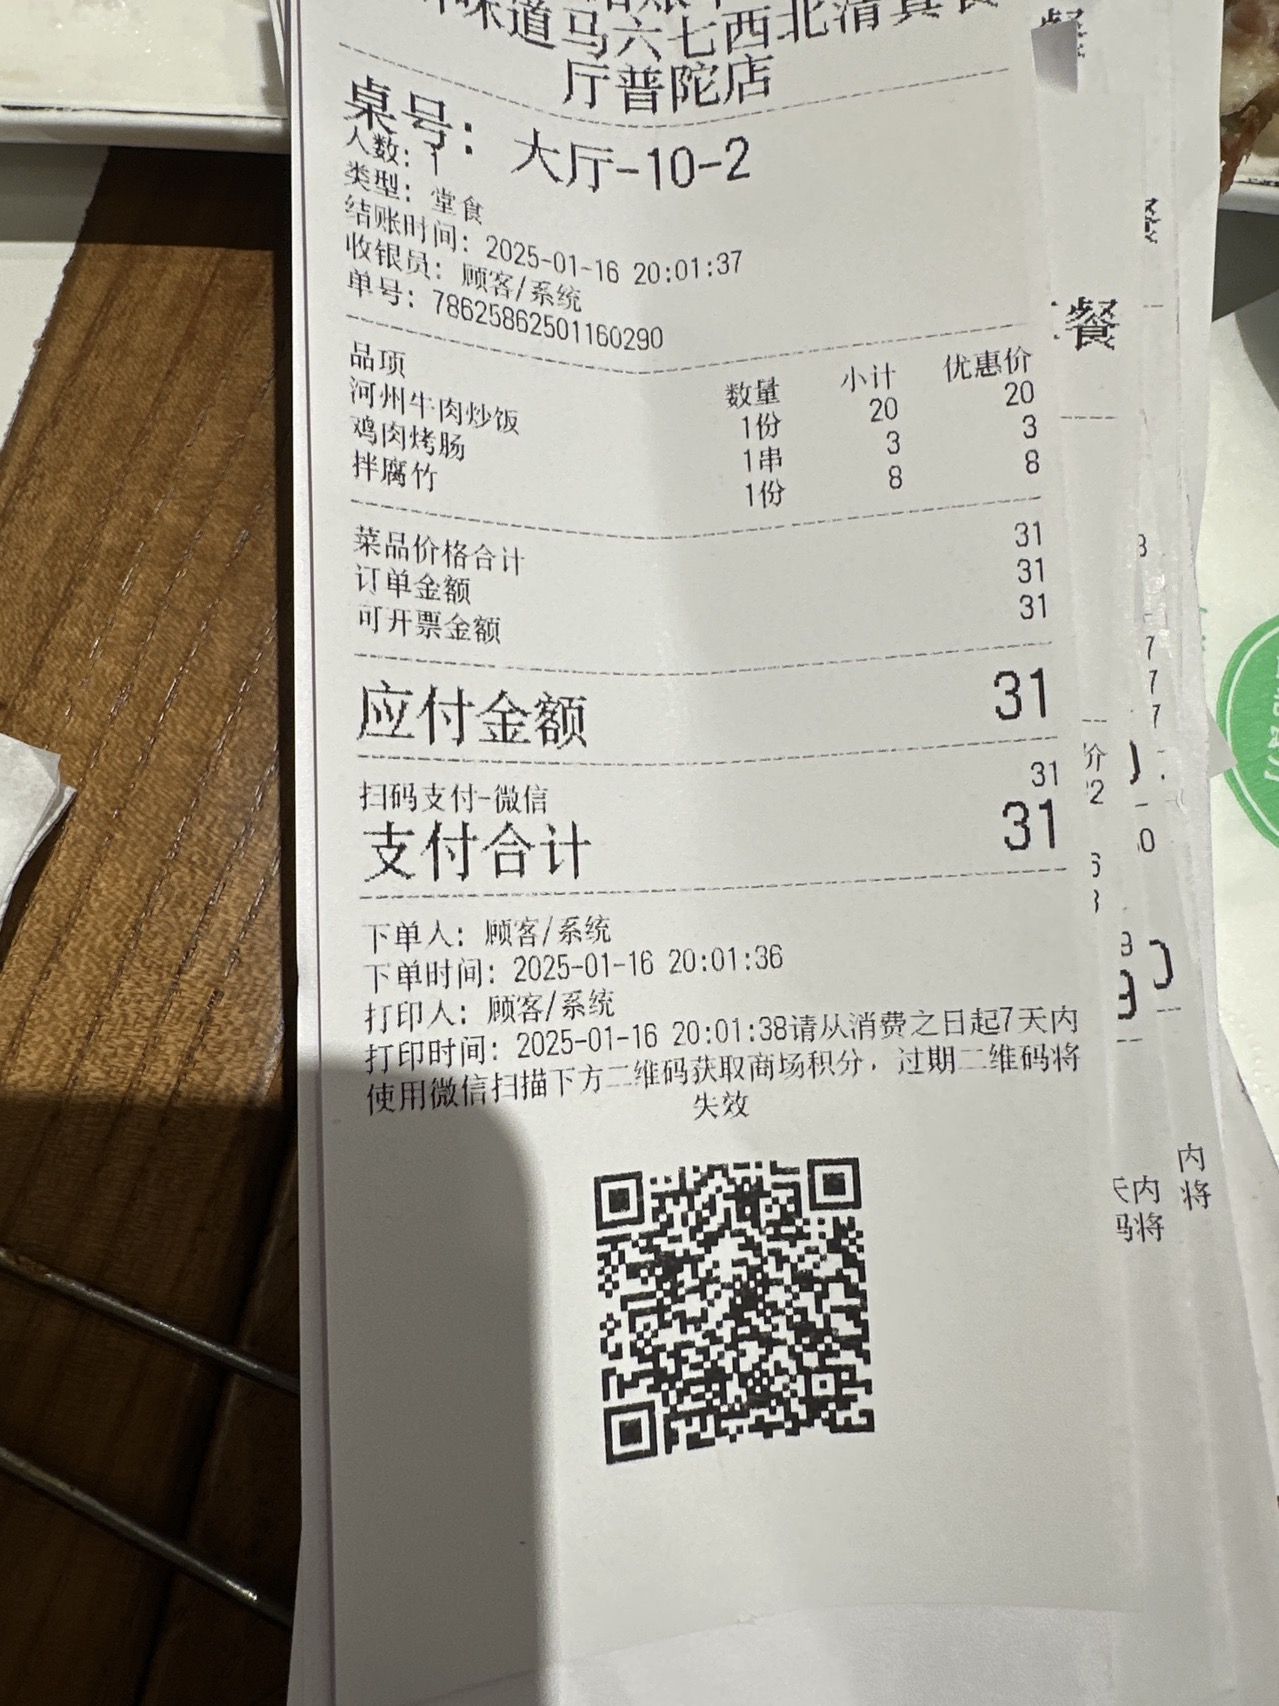 味道马六七西北清真餐
厅普陀店
桌号：大厅-10-2
人数：1
类型：堂食
结账时间：2025-01-16 20:01:37
收银员：顾客/系统
单号：78625862501160290
品项 数量 小计 优惠价
河州牛肉炒饭 1份 20 20
鸡肉烤肠 1串 3 3
拌腐竹 1份 8 8
菜品价格合计 31
订单金额 31
可开票金额 31
应付金额 31
扫码支付-微信 31
支付合计 31
下单人：顾客/系统
下单时间：2025-01-16 20:01:36
打印人：顾客/系统
打印时间：2025-01-16 20:01:38请从消费之日起7天内
使用微信扫描下方二维码获取商场积分，过期二维码将
失效
餐
内
将
天内
码将